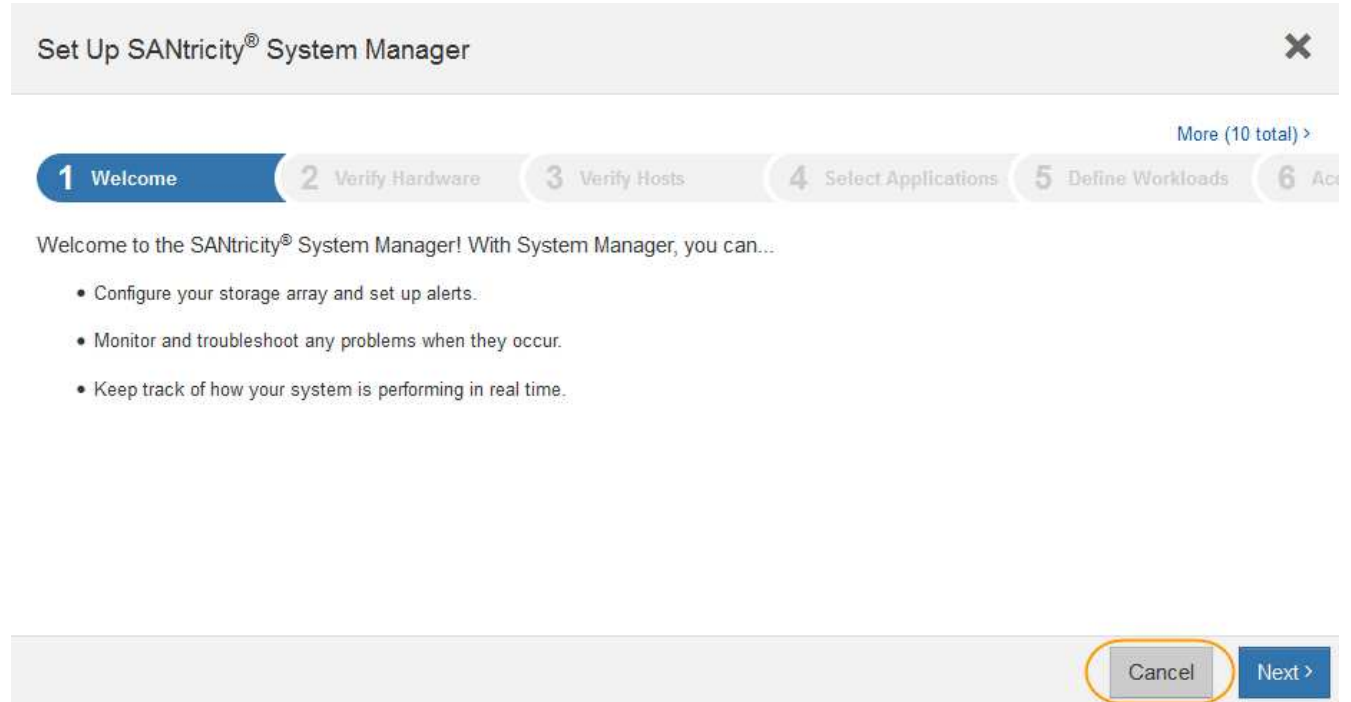 Set Up SANtricity® System Manager
More (10 total) >
1 Welcome 2 Verify Hardware 3 Verify Hosts 4 Select Applications 5 Define Workloads 6
Welcome to the SANtricity® System Manager! With System Manager, you can...
• Configure your storage array and set up alerts.
• Monitor and troubleshoot any problems when they occur.
• Keep track of how your system is performing in real time.
Cancel Next >